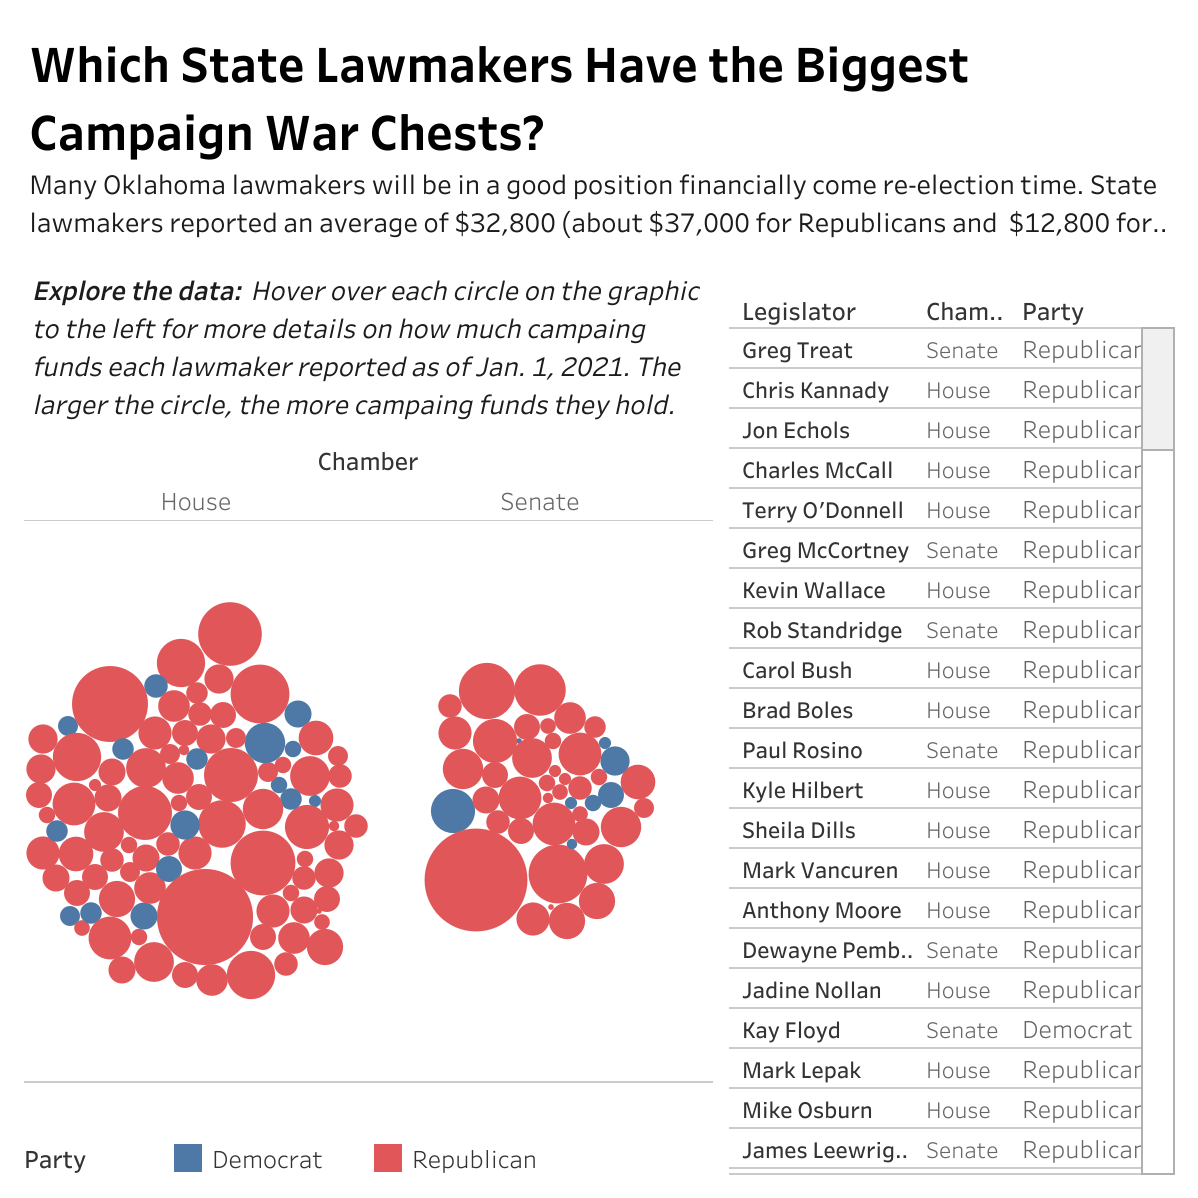 Which State Lawmakers Have the Biggest
Campaign War Chests?
Many Oklahoma lawmakers will be in a good position financially come re-election time. State
lawmakers reported an average of $32,800 (about $37,000 for Republicans and $12,800 for..
Explore the data: Hover over each circle on the graphic
to the left for more details on how much campaing
funds each lawmaker reported as of Jan. 1, 2021. The
larger the circle, the more campaing funds they hold.
Chamber
House Senate
Party Democrat Republican
Legislator Cham.. Party
Greg Treat Senate Republican
Chris Kannady House Republican
Jon Echols House Republican
Charles McCall House Republican
Terry O’Donnell House Republican
Greg McCortney Senate Republican
Kevin Wallace House Republican
Rob Standridge Senate Republican
Carol Bush House Republican
Brad Boles House Republican
Paul Rosino Senate Republican
Kyle Hilbert House Republican
Sheila Dills House Republican
Mark Vancuren House Republican
Anthony Moore House Republican
Dewayne Pemb.. Senate Republican
Jadine Nollan House Republican
Kay Floyd Senate Democrat
Mark Lepak House Republican
Mike Osburn House Republican
James Leewrig.. Senate Republican